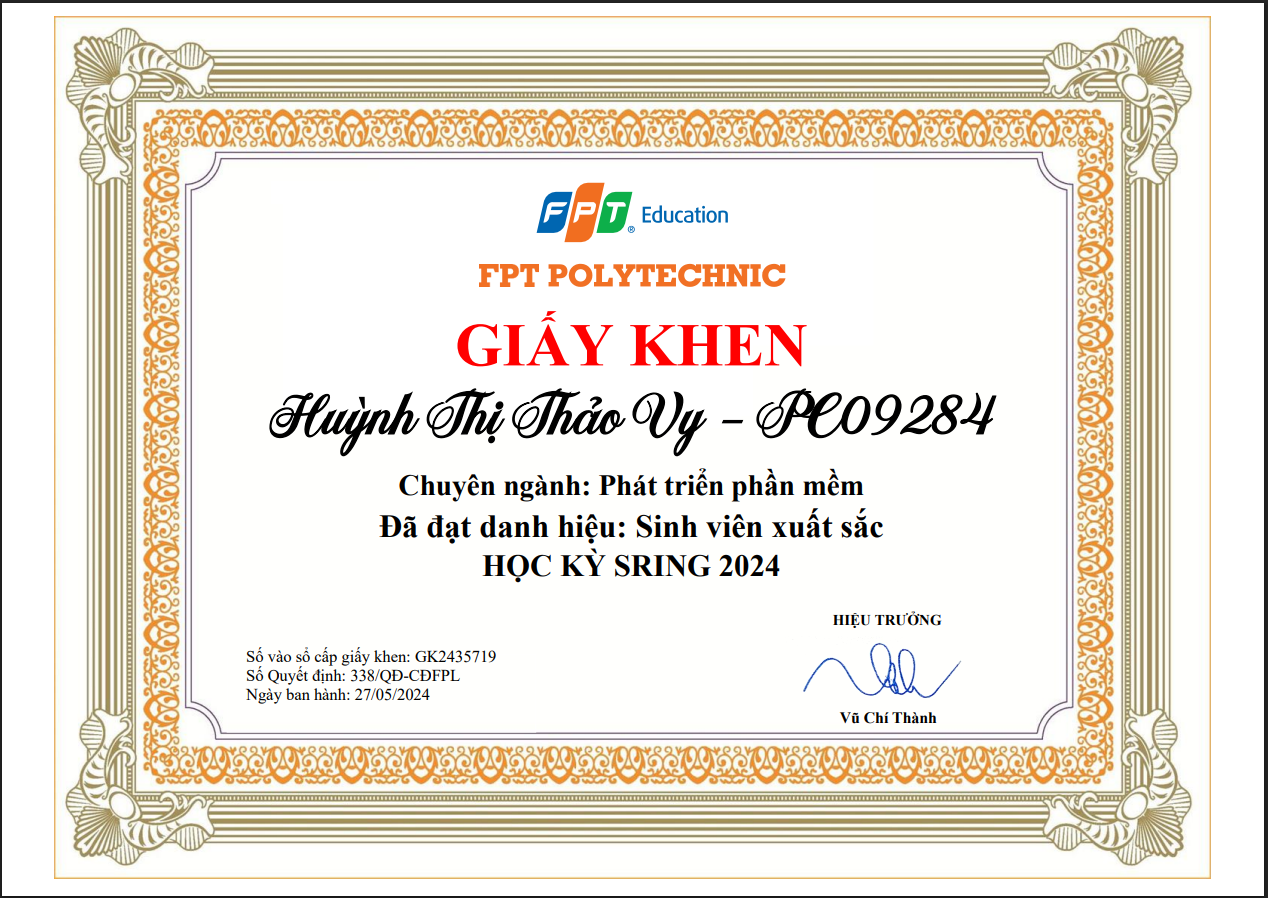 FPT Education
FPT POLYTECHNIC
GIẤY KHEN
Huỳnh Thị Thảo Vy – PC09284
Chuyên ngành: Phát triển phần mềm
Đã đạt danh hiệu: Sinh viên xuất sắc
HỌC KỲ SRING 2024
HIỆU TRƯỞNG
Số vào sổ cấp giấy khen: GK2435719
Số Quyết định: 338/QĐ-CĐFPL
Ngày ban hành: 27/05/2024
Vũ Chí Thành